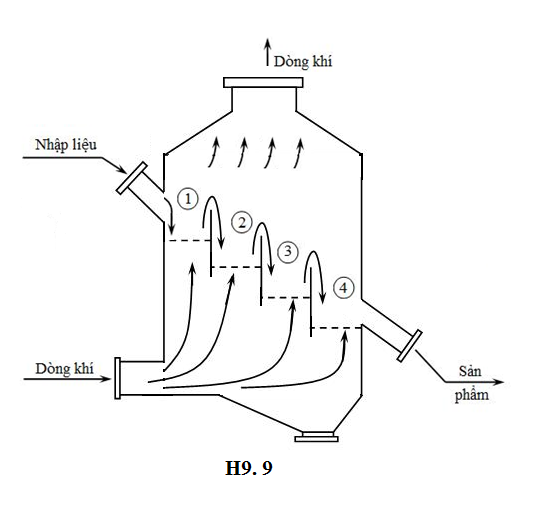 Dòng khí
Nhập liệu
1
2
3
4
Dòng khí
Sản
phẩm
H9. 9